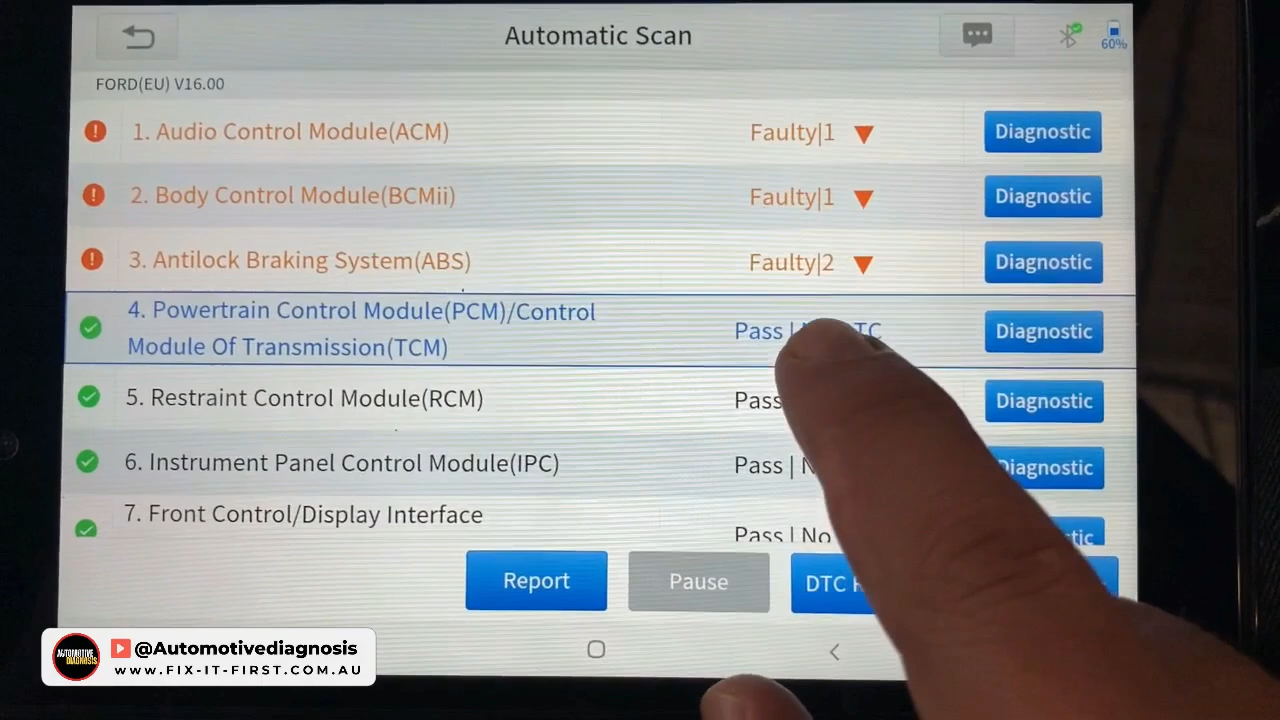 Automatic Scan
60%
FORD(EU) V16.00
1. Audio Control Module(ACM) Faulty|1 Diagnostic
2. Body Control Module(BCMii) Faulty|1 Diagnostic
3. Antilock Braking System(ABS) Faulty|2 Diagnostic
4. Powertrain Control Module(PCM)/Control
Module Of Transmission(TCM) Pass | Diagnostic
5. Restraint Control Module(RCM) Pass Diagnostic
6. Instrument Panel Control Module(IPC) Pass | Diagnostic
7. Front Control/Display Interface
Pass | No
Report Pause DTC
AUTOMOTIVE
DIAGNOSIS
@Automotivediagnosis
WWW.FIX-IT-FIRST.COM.AU